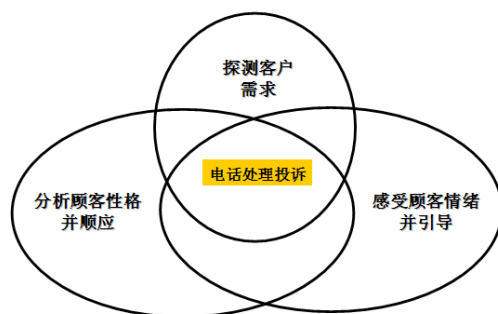 探测客户
需求
电话处理投诉
分析顾客性格
并顺应
感受顾客情绪
并引导